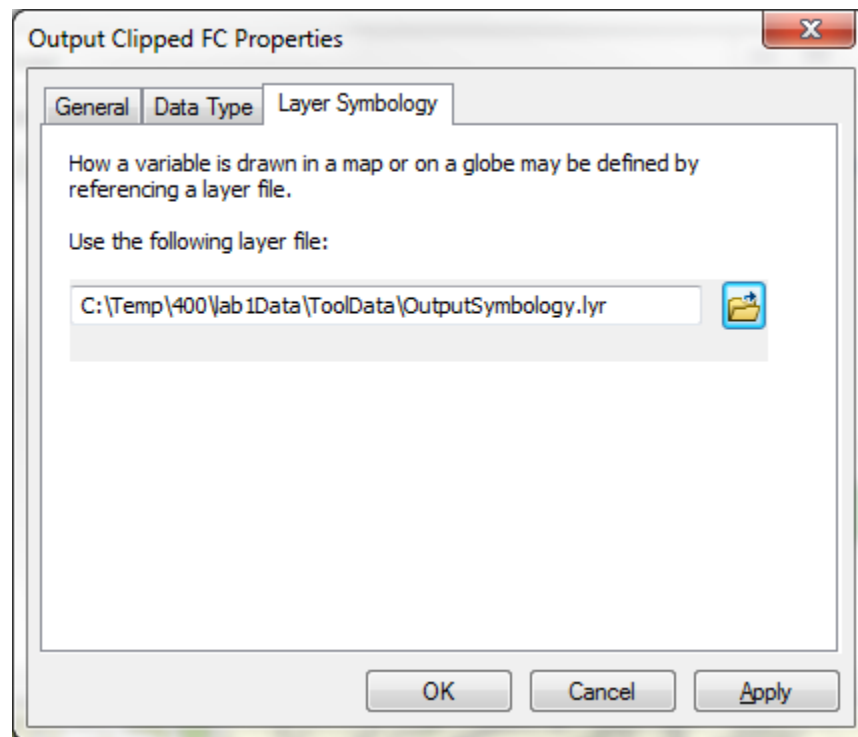 Output Clipped FC Properties
General Data Type Layer Symbology
How a variable is drawn in a map or on a globe may be defined by
referencing a layer file.
Use the following layer file:
C:\Temp\400\lab1Data\ToolData\OutputSymbology.lyr
OK Cancel Apply